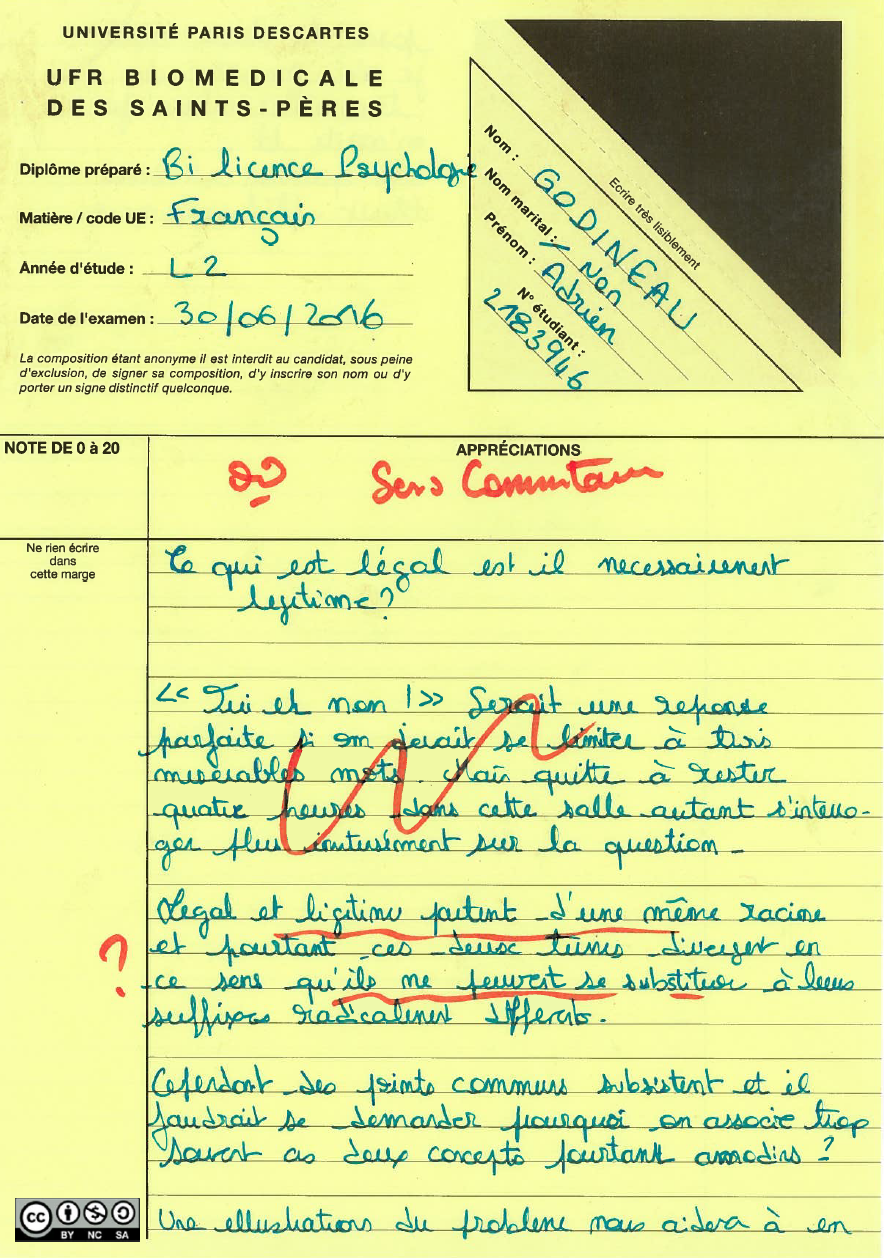 UNIVERSITÉ PARIS DESCARTES
UFR BIOMEDICALE
DES SAINTS-PÈRES
Diplôme préparé : Bi licence Psychologie
Matière / code UE : Français
Année d'étude : L2
Date de l'examen : 30/06/2016
La composition étant anonyme il est interdit au candidat, sous peine
d'exclusion, de signer sa composition, d'y inscrire son nom ou d'y
porter un signe distinctif quelconque.
Ecrire très lisiblement
Nom : GODINEAU
Nom marital : Non
Prénom : Adrien
N° étudiant :
2183946
NOTE DE 0 à 20
APPRÉCIATIONS
Sans
Ne rien écrire
dans
cette marge
Ce qui est légal est il necessairement
legitime ?
<< Oui et non ! >> Serait une reponse
parfaite si on devait se limiter à trois
miserables mots. Mais quitte à rester
quatre heures dans cette salle autant s'interro-
ger plus sur la question -
Legal et legitime partent d'une même racine
?
et pourtant ces deux termes divergent en
ce sens qu'ils ne peuvent se substituer à leurs
suffixes radicalement differents.
Cependant des points communs subsistent et il
faudrait se demander pourquoi on associe trop
souvent ces deux concepts pourtant ?
Une du probleme nous aidera à en
CC BY NC SA